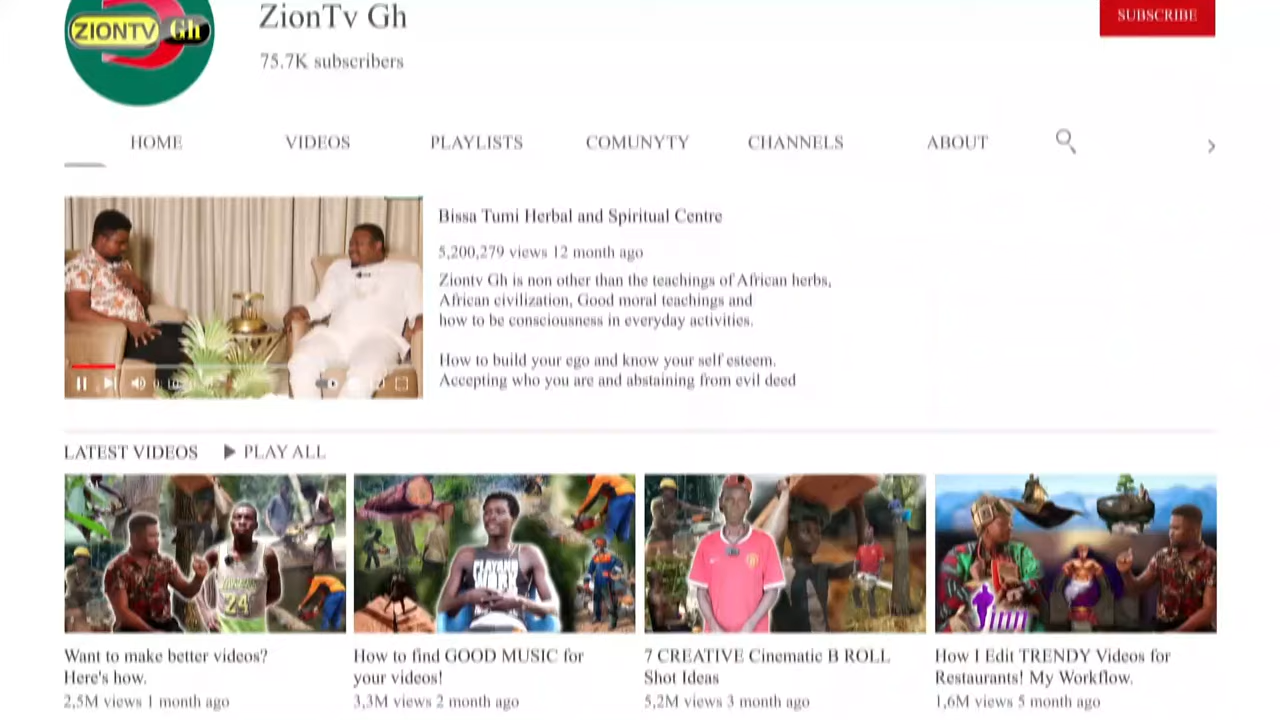 ZIONTV Gh
ZionTv Gh
SUBSCRIBE
75.7K subscribers
HOME VIDEOS PLAYLISTS COMUNYTY CHANNELS ABOUT
Bissa Tumi Herbal and Spiritual Centre
5,200,279 views 12 month ago
Ziontv Gh is non other than the teachings of African herbs,
African civilization, Good moral teachings and
how to be consciousness in everyday activities.
How to build your ego and know your self esteem.
Accepting who you are and abstaining from evil deed
LATEST VIDEOS PLAY ALL
24
Want to make better videos?
Here's how.
2,5M views 1 month ago
How to find GOOD MUSIC for
your videos!
3,3M views 2 month ago
7 CREATIVE Cinematic B ROLL
Shot Ideas
5,2M views 3 month ago
How I Edit TRENDY Videos for
Restaurants! My Workflow.
1,6M views 5 month ago